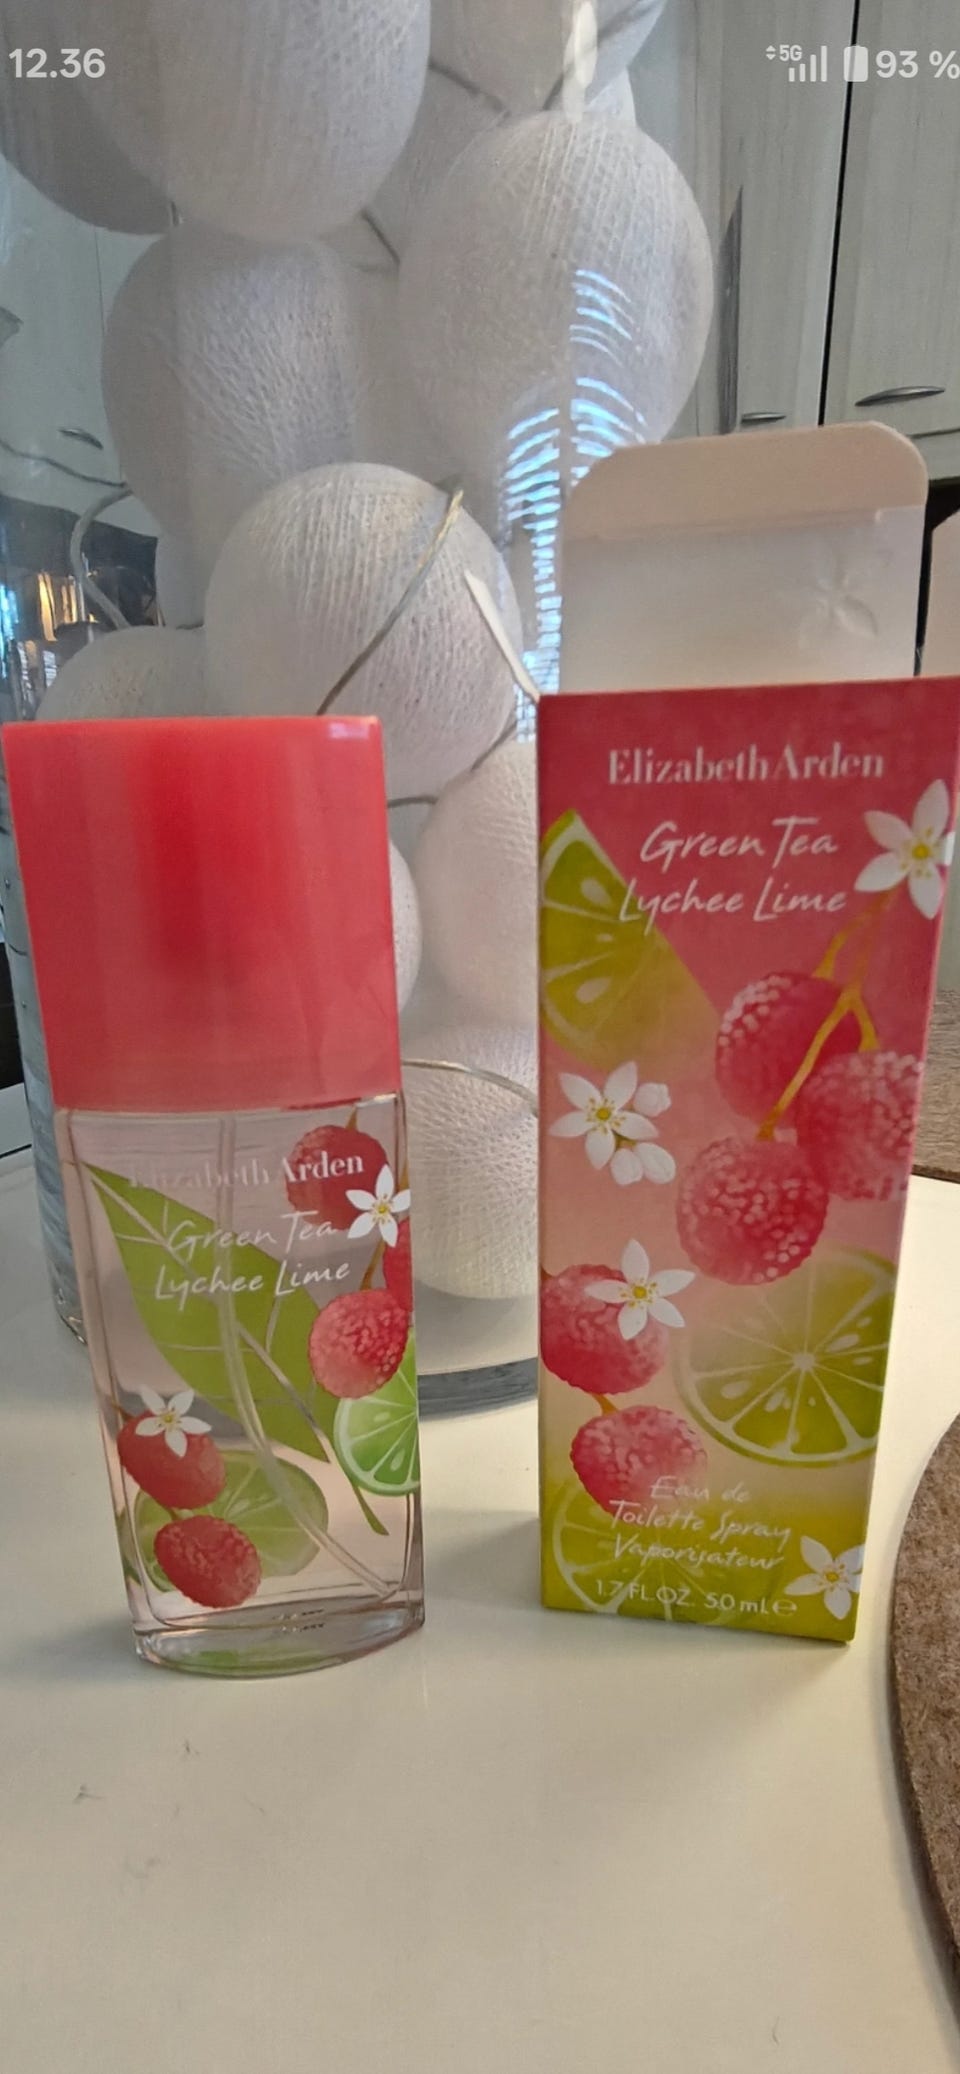 12.36
5G
93 %
Elizabeth Arden
Green Tea
Lychee Lime
Eau de
Toilette Spray
Vaporisateur
1.7 FL.OZ. 50 ml ℮
Elizabeth Arden
Green Tea
Lychee Lime